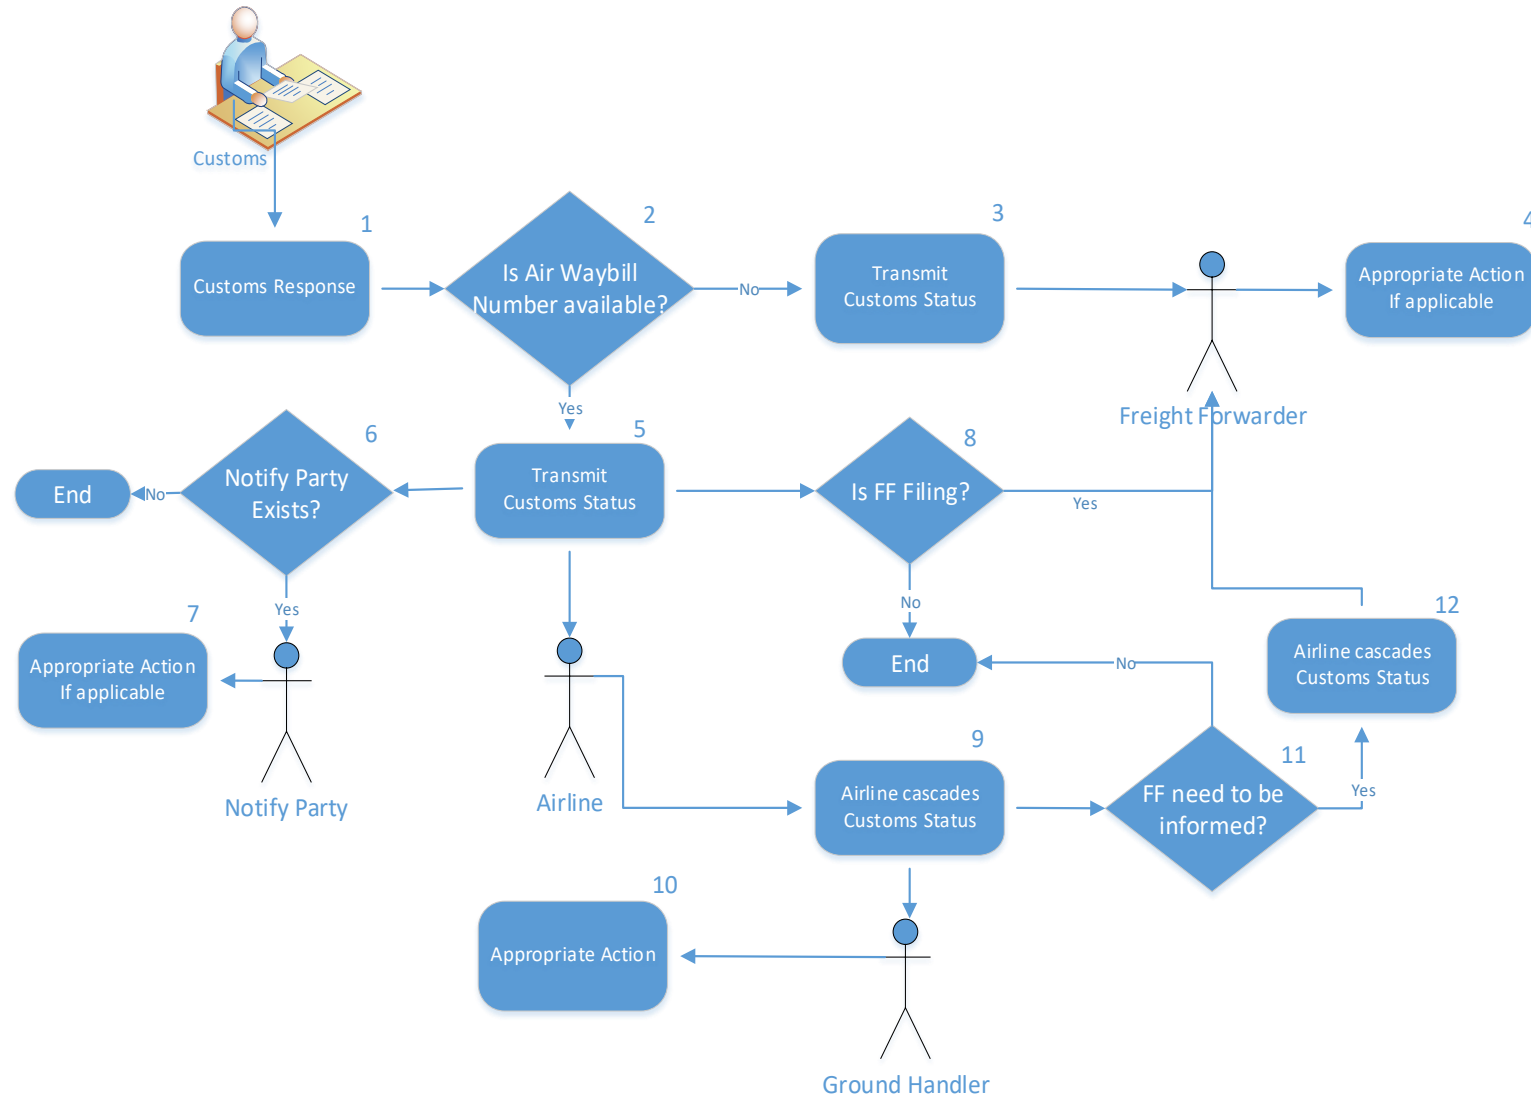 Customs
1
Customs Response
2
Is Air Waybill
Number available?
No
3
Transmit
Customs Status
Freight Forwarder
4
Appropriate Action
If applicable
Yes
5
Transmit
Customs Status
6
Notify Party
Exists?
No
End
Yes
7
Appropriate Action
If applicable
Notify Party
Airline
8
Is FF Filing?
Yes
No
End
No
9
Airline cascades
Customs Status
10
Appropriate Action
Ground Handler
11
FF need to be
informed?
Yes
12
Airline cascades
Customs Status